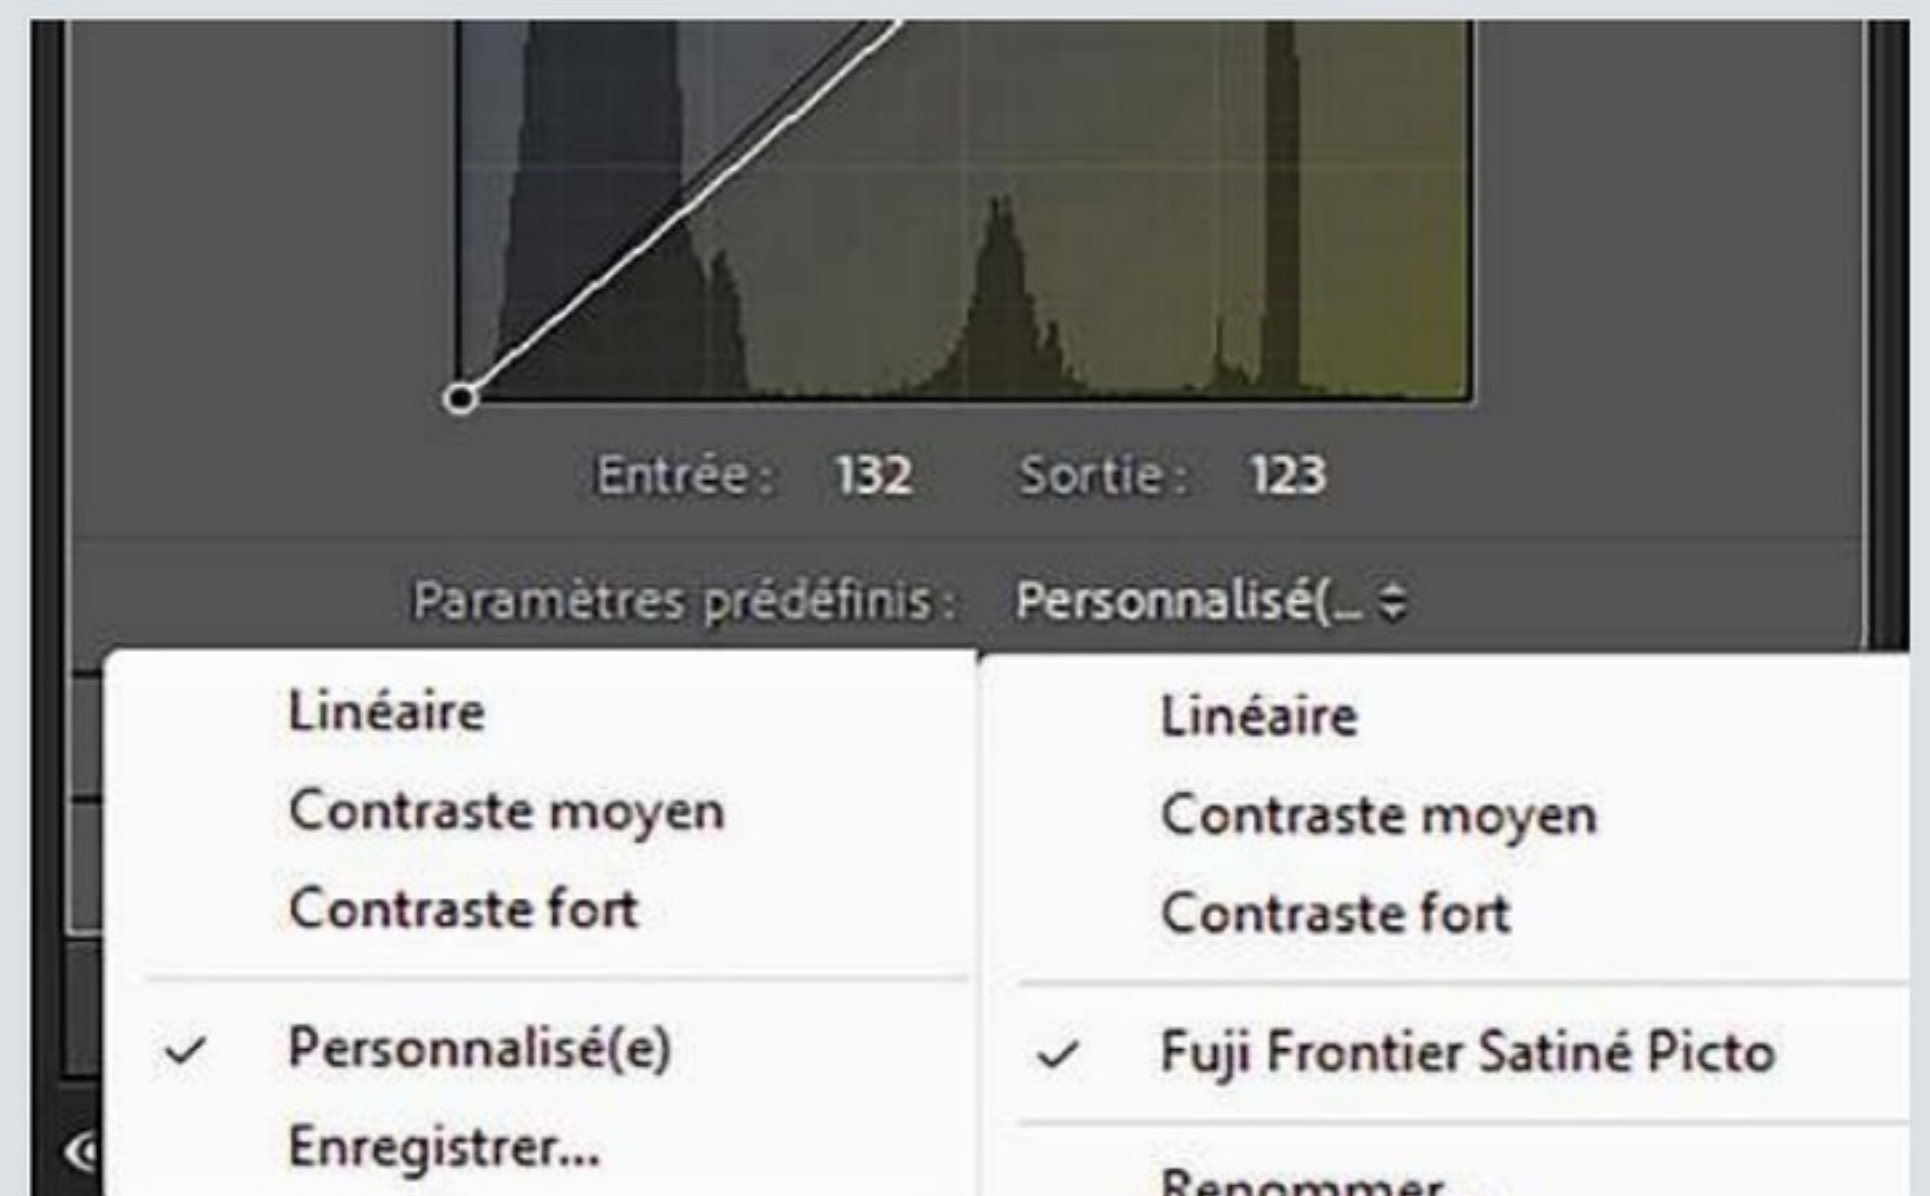 Entrée : 132 Sortie : 123
Paramètres prédéfinis : Personnalisé(...
Linéaire
Contraste moyen
Contraste fort
Personnalisé(e)
Enregistrer...
Linéaire
Contraste moyen
Contraste fort
Fuji Frontier Satiné Picto
Renommer...